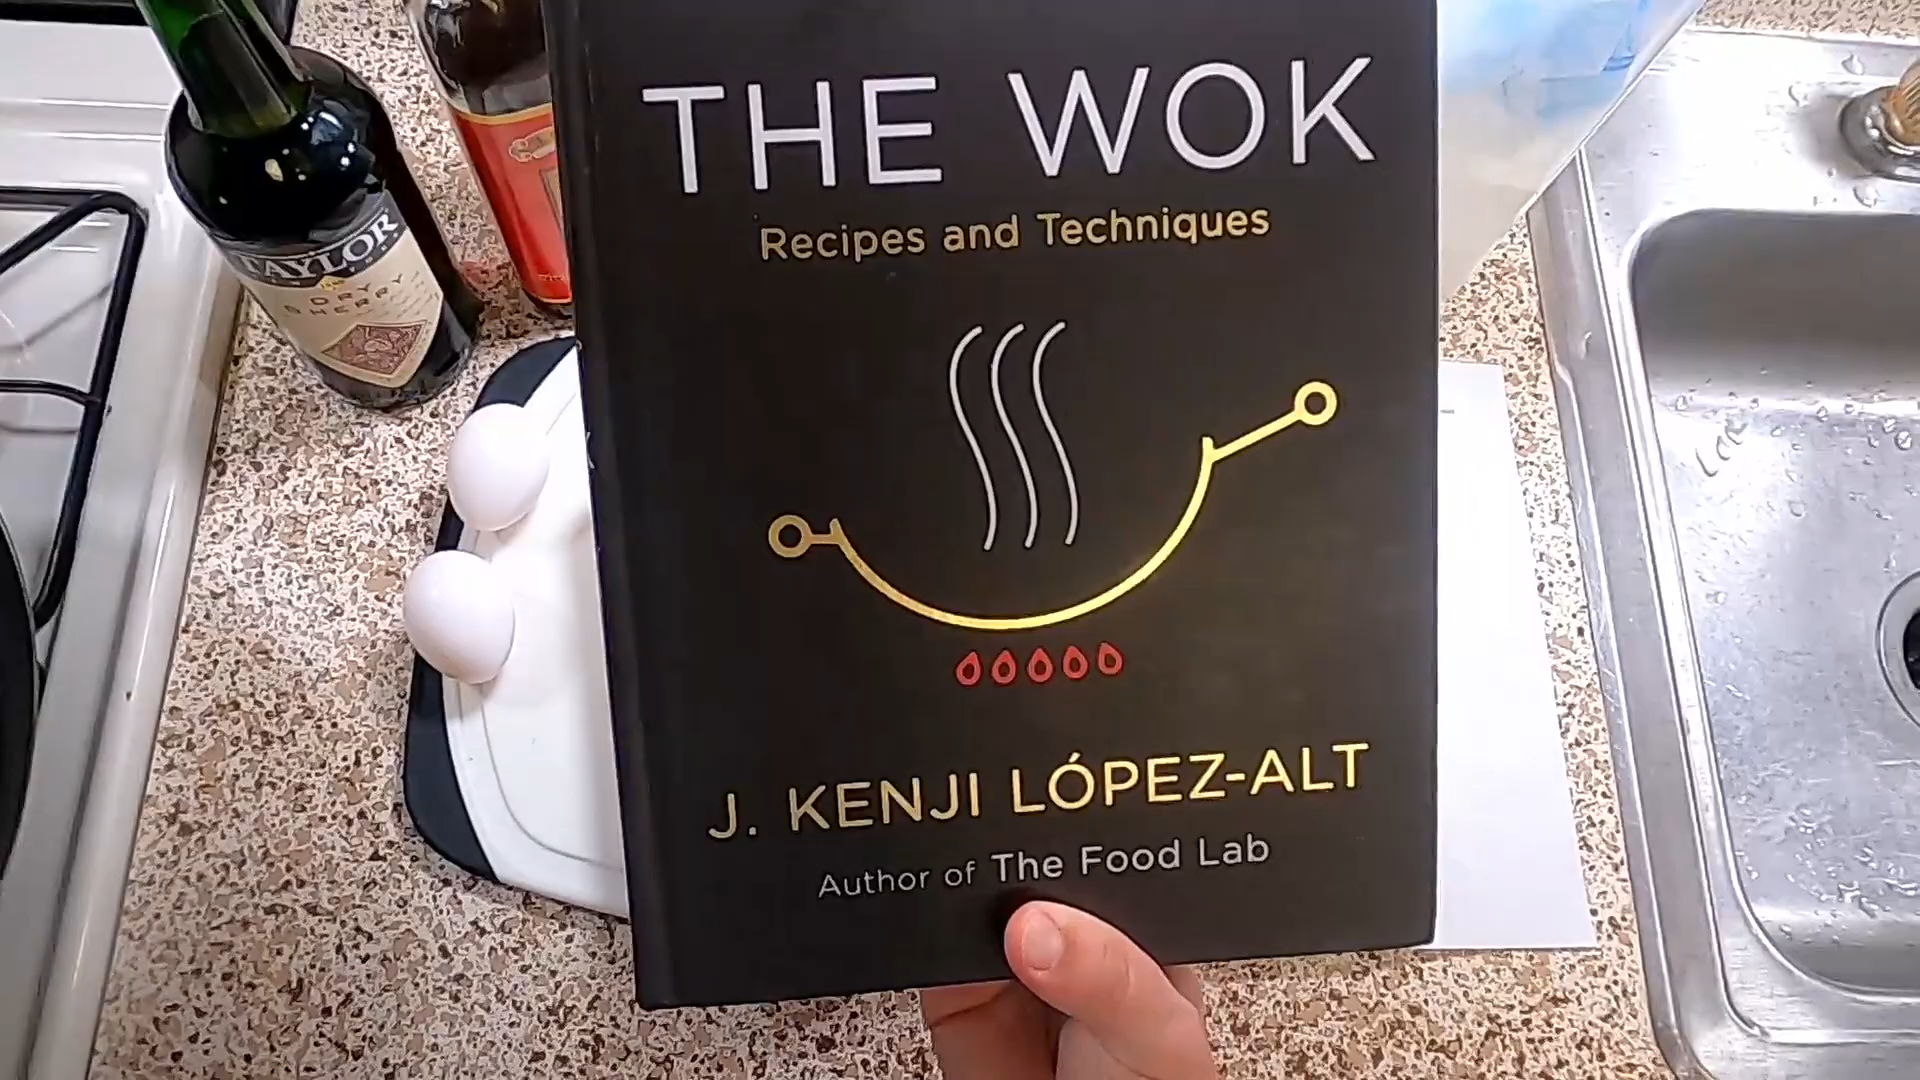 THE WOK
Recipes and Techniques
J. KENJI LÓPEZ-ALT
Author of The Food Lab
TAYLOR
DRY
SHERRY